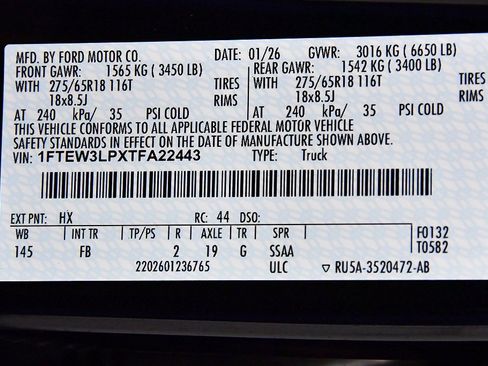 MFD. BY FORD MOTOR CO. DATE: 01/26 GVWR: 3016 KG (6650 LB)
FRONT GAWR: 1565 KG (3450 LB) REAR GAWR: 1542 KG (3400 LB)
WITH 275/65R18 116T TIRES WITH 275/65R18 116T TIRES
18x8.5J RIMS 18x8.5J RIMS
AT 240 kPa/ 35 PSI COLD AT 240 kPa/ 35 PSI COLD
THIS VEHICLE CONFORMS TO ALL APPLICABLE FEDERAL MOTOR VEHICLE
SAFETY STANDARDS IN EFFECT ON THE DATE OF MANUFACTURE SHOWN ABOVE.
VIN: 1FTEW3LPXTFA22443 TYPE: Truck
EXT PNT: HX RC: 44 DSO:
WB INT TR TP/PS R AXLE TR SPR F0132
145 FB 2 19 G SSAA T0582
2202601236765 ULC ▽ RU5A-3520472-AB